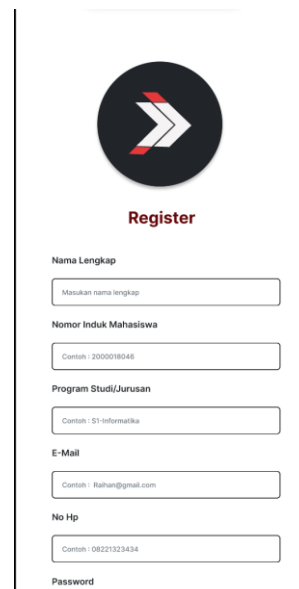 Register
Nama Lengkap
Masukan nama lengkap
Nomor Induk Mahasiswa
Contoh : 2000018046
Program Studi/Jurusan
Contoh : S1-Informatika
E-Mail
Contoh : Raihan@gmail.com
No Hp
Contoh : 08221323434
Password